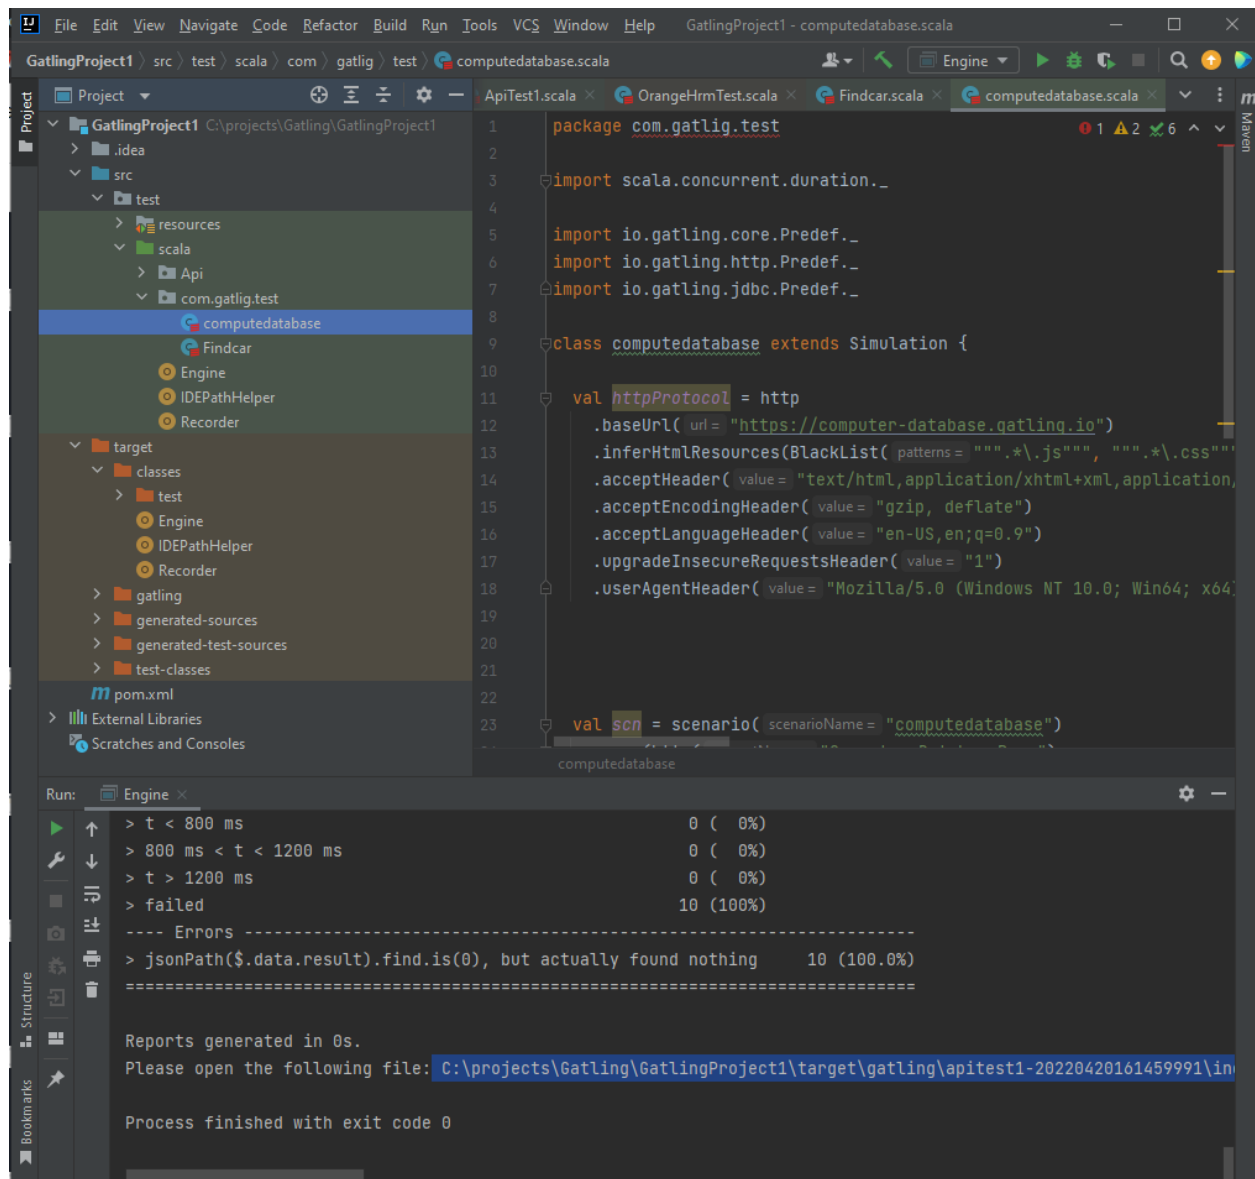 File Edit View Navigate Code Refactor Build Run Tools VCS Window Help GatlingProject1 - computedatabase.scala
GatlingProject1 src test scala com gatlig test computedatabase.scala Engine
Project
ApiTest1.scala OrangeHrmTest.scala Findcar.scala computedatabase.scala
Project
Maven
GatlingProject1 C:\projects\Gatling\GatlingProject1
.idea
src
test
resources
scala
Api
com.gatlig.test
computedatabase
Findcar
Engine
IDEPathHelper
Recorder
target
classes
test
Engine
IDEPathHelper
Recorder
gatling
generated-sources
generated-test-sources
test-classes
pom.xml
External Libraries
Scratches and Consoles
1 package com.gatlig.test 1 2 6
2
3 import scala.concurrent.duration._
4
5 import io.gatling.core.Predef._
6 import io.gatling.http.Predef._
7 import io.gatling.jdbc.Predef._
8
9 class computedatabase extends Simulation {
10
11 val httpProtocol = http
12 .baseUrl( url = "https://computer-database.gatling.io")
13 .inferHtmlResources(BlackList( patterns = """.*\.js""", """.*\.css"""
14 .acceptHeader( value = "text/html,application/xhtml+xml,application/
15 .acceptEncodingHeader( value = "gzip, deflate")
16 .acceptLanguageHeader( value = "en-US,en;q=0.9")
17 .upgradeInsecureRequestsHeader( value = "1")
18 .userAgentHeader( value = "Mozilla/5.0 (Windows NT 10.0; Win64; x64)
19
20
21
22
23 val scn = scenario( scenarioName = "computedatabase")
computedatabase
Run: Engine
> t < 800 ms 0 ( 0%)
> 800 ms < t < 1200 ms 0 ( 0%)
> t > 1200 ms 0 ( 0%)
> failed 10 (100%)
---- Errors --------------------------------------------------------------------
> jsonPath($.data.result).find.is(0), but actually found nothing 10 (100.0%)
================================================================================
Reports generated in 0s.
Please open the following file: C:\projects\Gatling\GatlingProject1\target\gatling\apitest1-20220420161459991\in
Process finished with exit code 0
Structure
Bookmarks